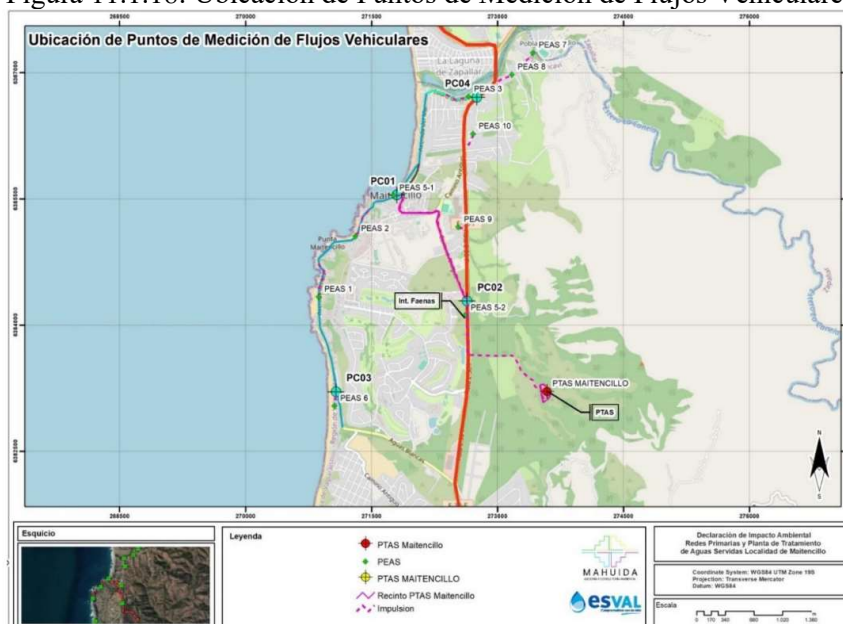 Figura 11.1.18. Ubicación de Puntos de Medición de Flujos Vehiculares
Ubicación de Puntos de Medición de Flujos Vehiculares
La Laguna
de Zapallar
PEAS 7
PEAS 8
PC04
PEAS 3
PEAS 10
PC01
PEAS 5-1
Maitencillo
PEAS 2
Punta
Maitencillo
PEAS 9
PEAS 1
PC02
Int. Faenas
PEAS 5-2
PC03
PEAS 6
PTAS MAITENCILLO
PTAS
Aguas Blancas
Zapallar
268500
270000
271500
273000
274500
276000
Esquicio
Leyenda
PTAS Maitencillo
PEAS
PTAS MAITENCILLO
Recinto PTAS Maitencillo
Impulsion
MAHUIDA
esval
Declaración de Impacto Ambiental
Redes Primarias y Planta de Tratamiento
de Aguas Servidas Localidad de Maitencillo
Coordinate System: WGS84 UTM Zone 19S
Projection: Transverse Mercator
Datum: WGS84
Escala
N
S